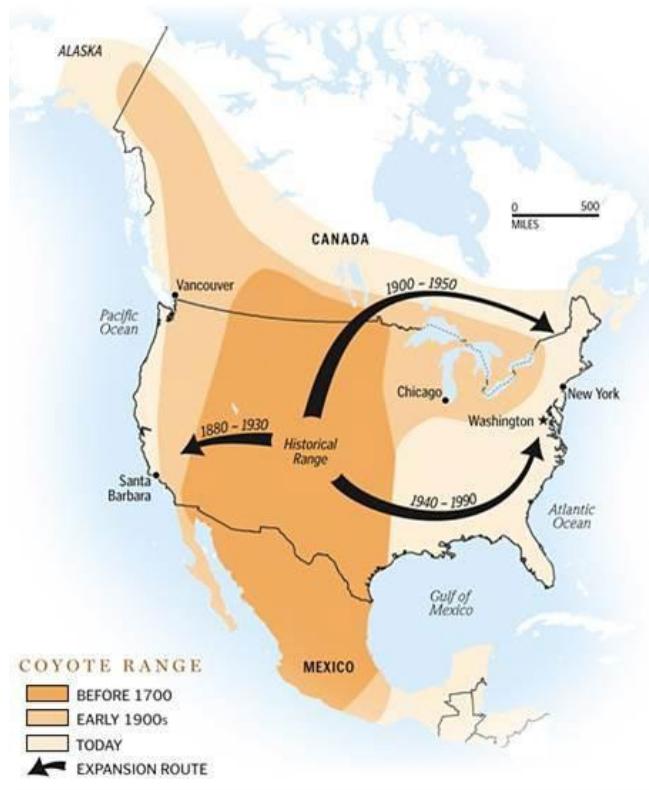 ALASKA
0 500
MILES
CANADA
1900 – 1950
Vancouver
Pacific
Ocean
Chicago
New York
Washington
1880 – 1930
Historical
Range
Santa
Barbara
1940 – 1990
Atlantic
Ocean
Gulf of
Mexico
MEXICO
COYOTE RANGE
BEFORE 1700
EARLY 1900s
TODAY
EXPANSION ROUTE